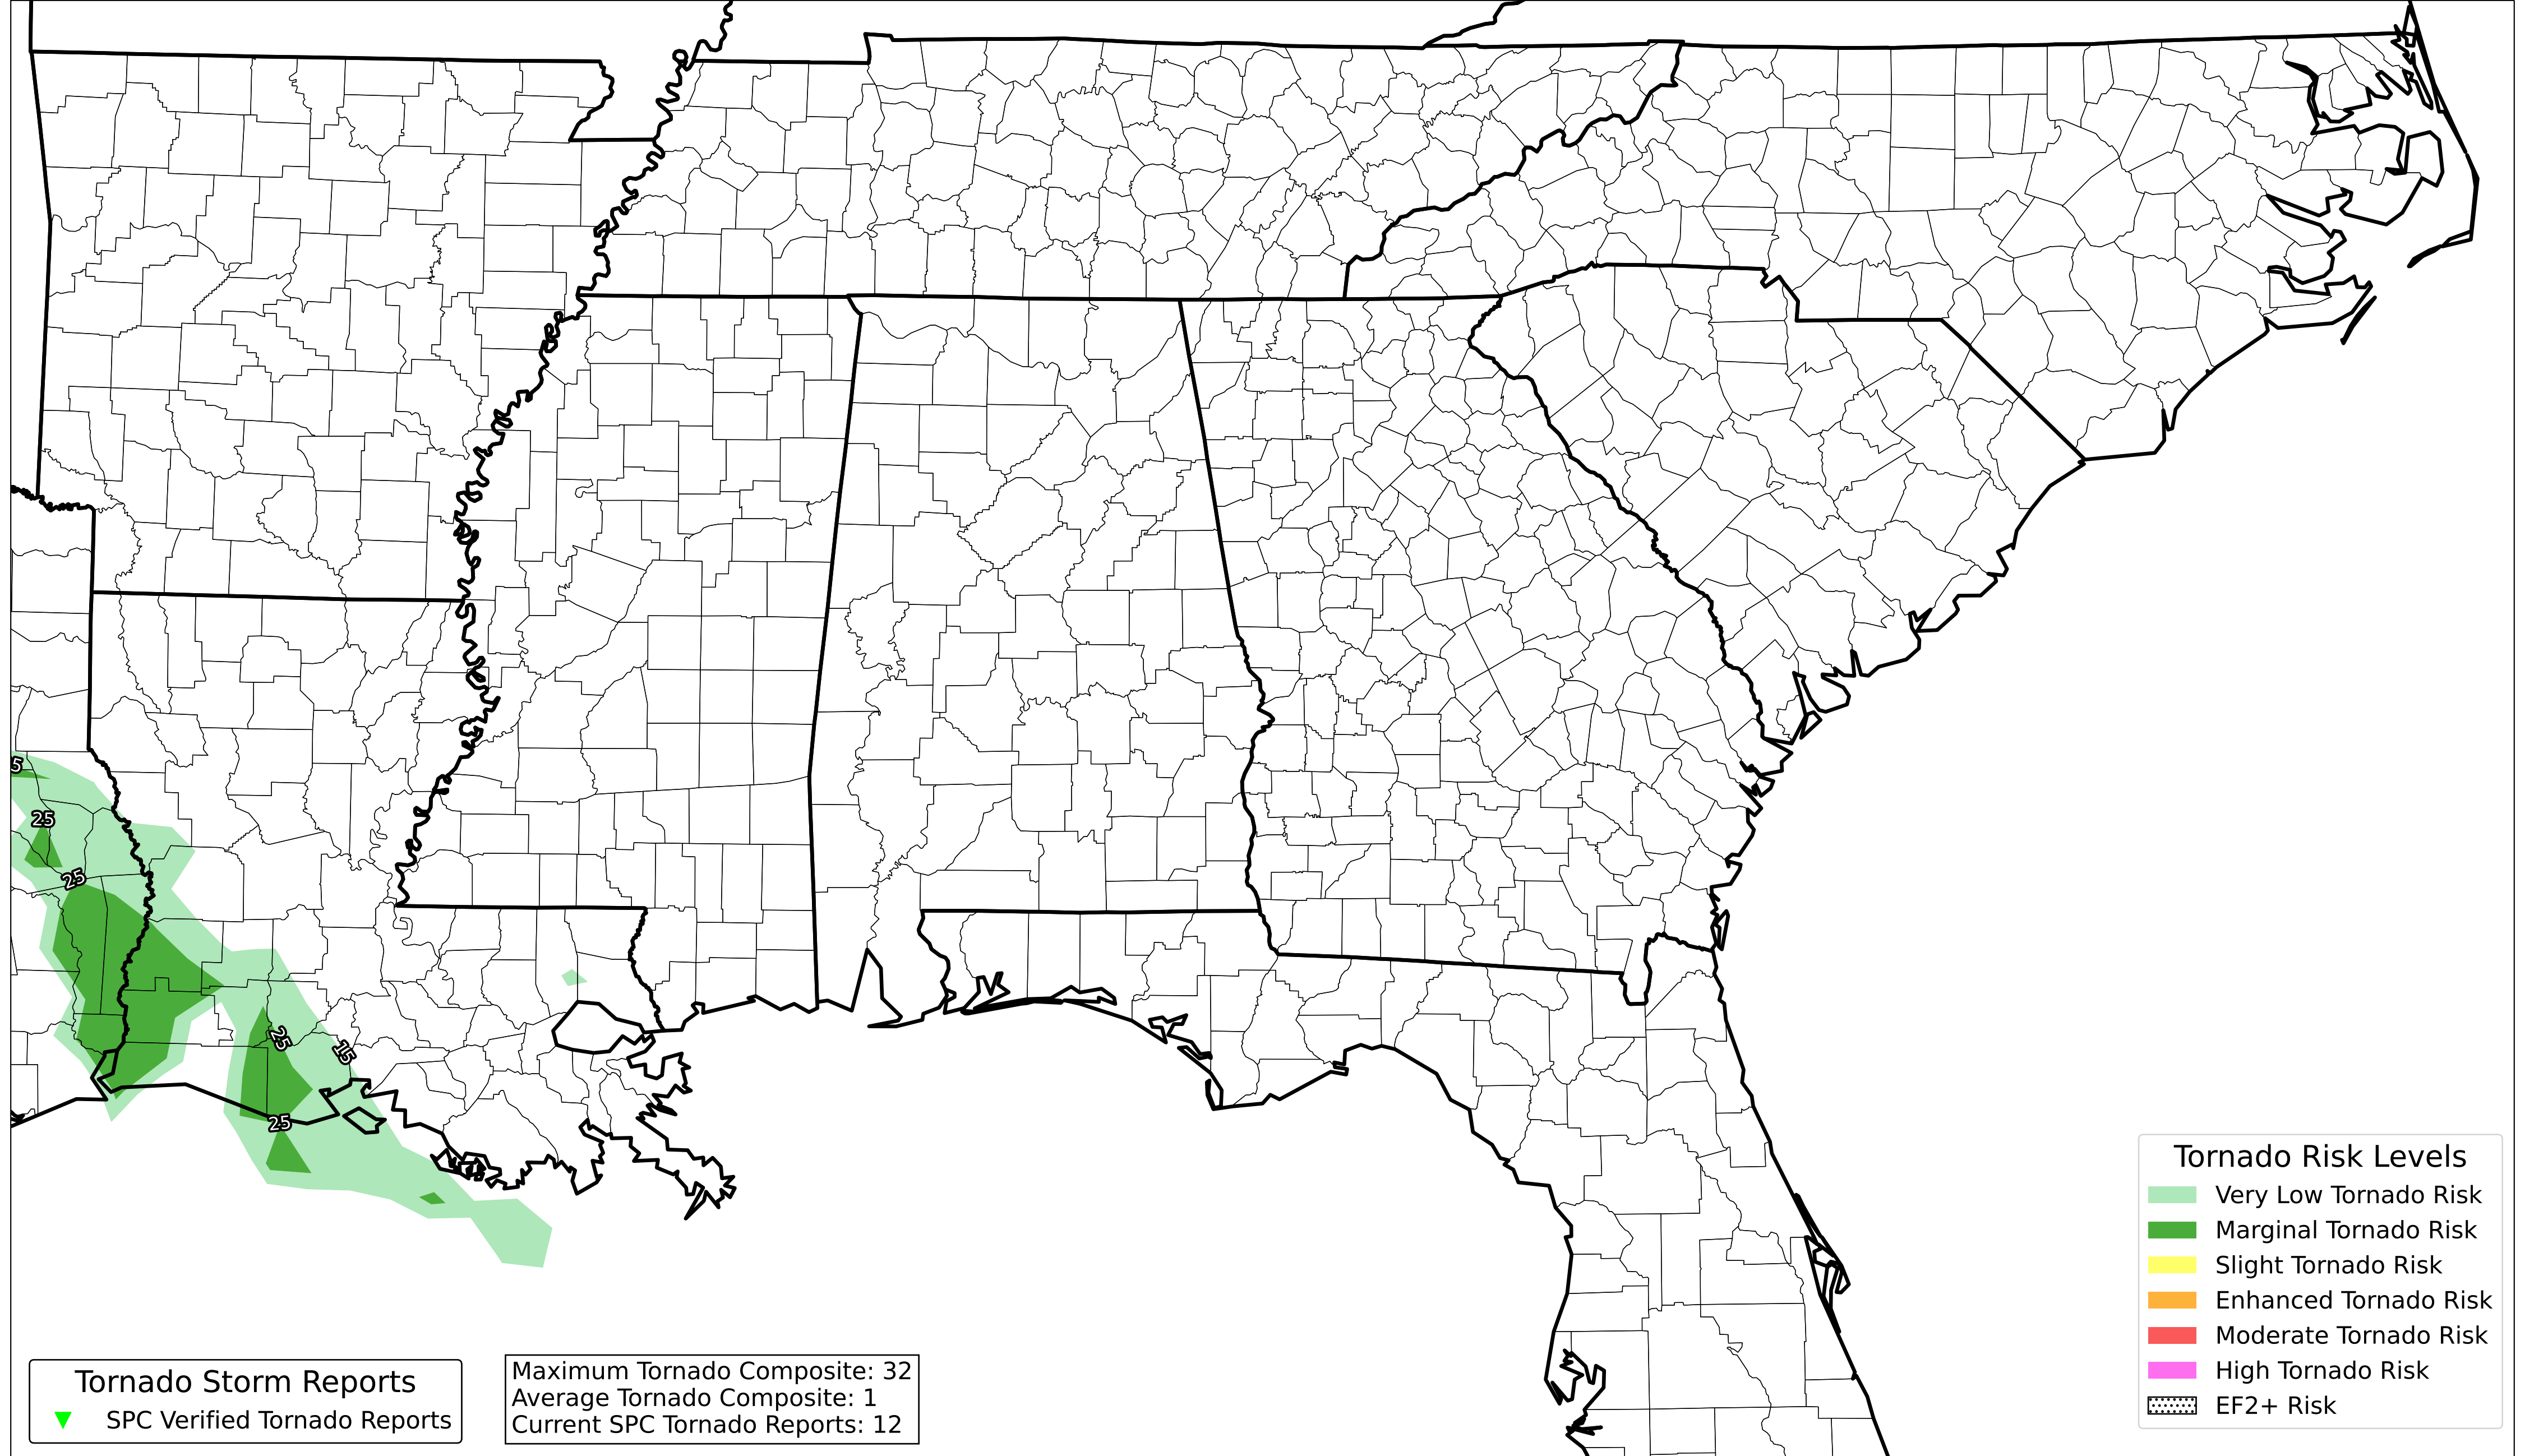 5
25
25
25
15
25
Tornado Risk Levels
Very Low Tornado Risk
Marginal Tornado Risk
Slight Tornado Risk
Enhanced Tornado Risk
Moderate Tornado Risk
High Tornado Risk
EF2+ Risk
Tornado Storm Reports
SPC Verified Tornado Reports
Maximum Tornado Composite: 32
Average Tornado Composite: 1
Current SPC Tornado Reports: 12